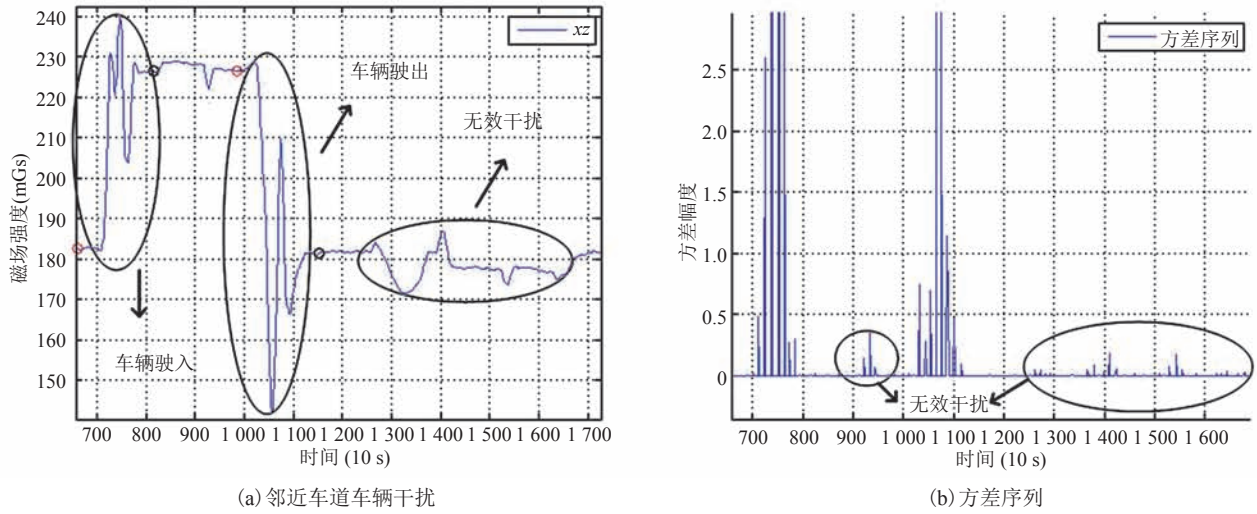 240
230
220
210
200
190
180
170
160
150
磁场强度(mGs)
xz
车辆驶出
无效干扰
车辆驶入
700 800 900 1 000 1 100 1 200 1 300 1 400 1 500 1 600 1 700
时间 (10 s)
(a) 邻近车道车辆干扰
2.5
2.0
1.5
1.0
0.5
0
方差幅度
方差序列
无效干扰
700 800 900 1 000 1 100 1 200 1 300 1 400 1 500 1 600
时间 (10 s)
(b) 方差序列